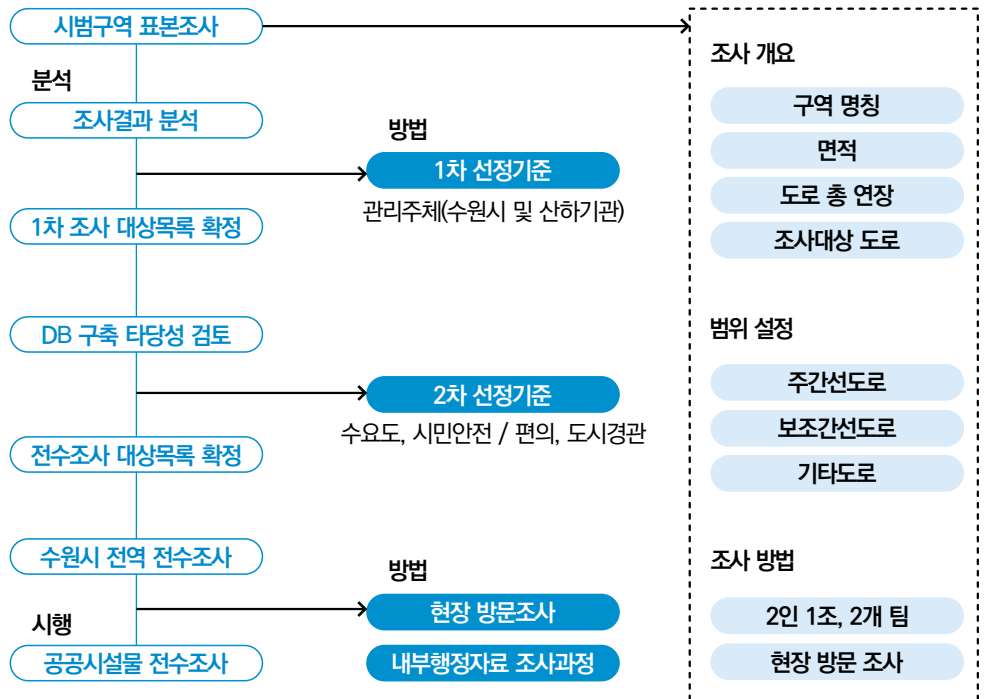 시범구역 표본조사
분석
조사결과 분석
방법
1차 선정기준
관리주체(수원시 및 산하기관)
1차 조사 대상목록 확정
DB 구축 타당성 검토
2차 선정기준
수요도, 시민안전 / 편의, 도시경관
전수조사 대상목록 확정
수원시 전역 전수조사
방법
현장 방문조사
시행
공공시설물 전수조사
내부행정자료 조사과정
조사 개요
구역 명칭
면적
도로 총 연장
조사대상 도로
범위 설정
주간선도로
보조간선도로
기타도로
조사 방법
2인 1조, 2개 팀
현장 방문 조사